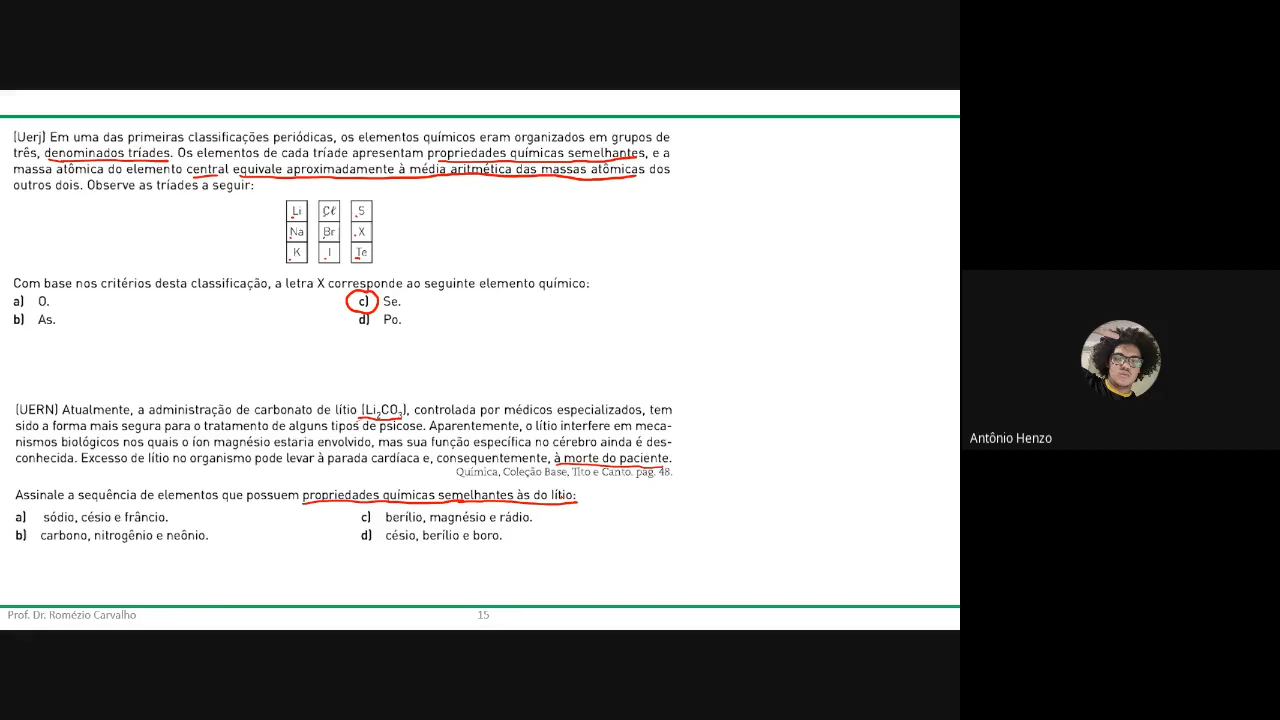 (Uerj) Em uma das primeiras classificações periódicas, os elementos químicos eram organizados em grupos de
três, denominados tríades. Os elementos de cada tríade apresentam propriedades químicas semelhantes, e a
massa atômica do elemento central equivale aproximadamente à média aritmética das massas atômicas dos
outros dois. Observe as tríades a seguir:
Li Cℓ S
Na Br X
K I Te
Com base nos critérios desta classificação, a letra X corresponde ao seguinte elemento químico:
a) O. c) Se.
b) As. d) Po.
(UERN) Atualmente, a administração de carbonato de lítio (Li₂CO₃), controlada por médicos especializados, tem
sido a forma mais segura para o tratamento de alguns tipos de psicose. Aparentemente, o lítio interfere em meca-
nismos biológicos nos quais o íon magnésio estaria envolvido, mas sua função específica no cérebro ainda é des-
conhecida. Excesso de lítio no organismo pode levar à parada cardíaca e, consequentemente, à morte do paciente.
Química, Coleção Base, Tito e Canto. pág. 48.
Assinale a sequência de elementos que possuem propriedades químicas semelhantes às do lítio:
a) sódio, césio e frâncio. c) berílio, magnésio e rádio.
b) carbono, nitrogênio e neônio. d) césio, berílio e boro.
Prof. Dr. Romézio Carvalho 15
Antônio Henzo